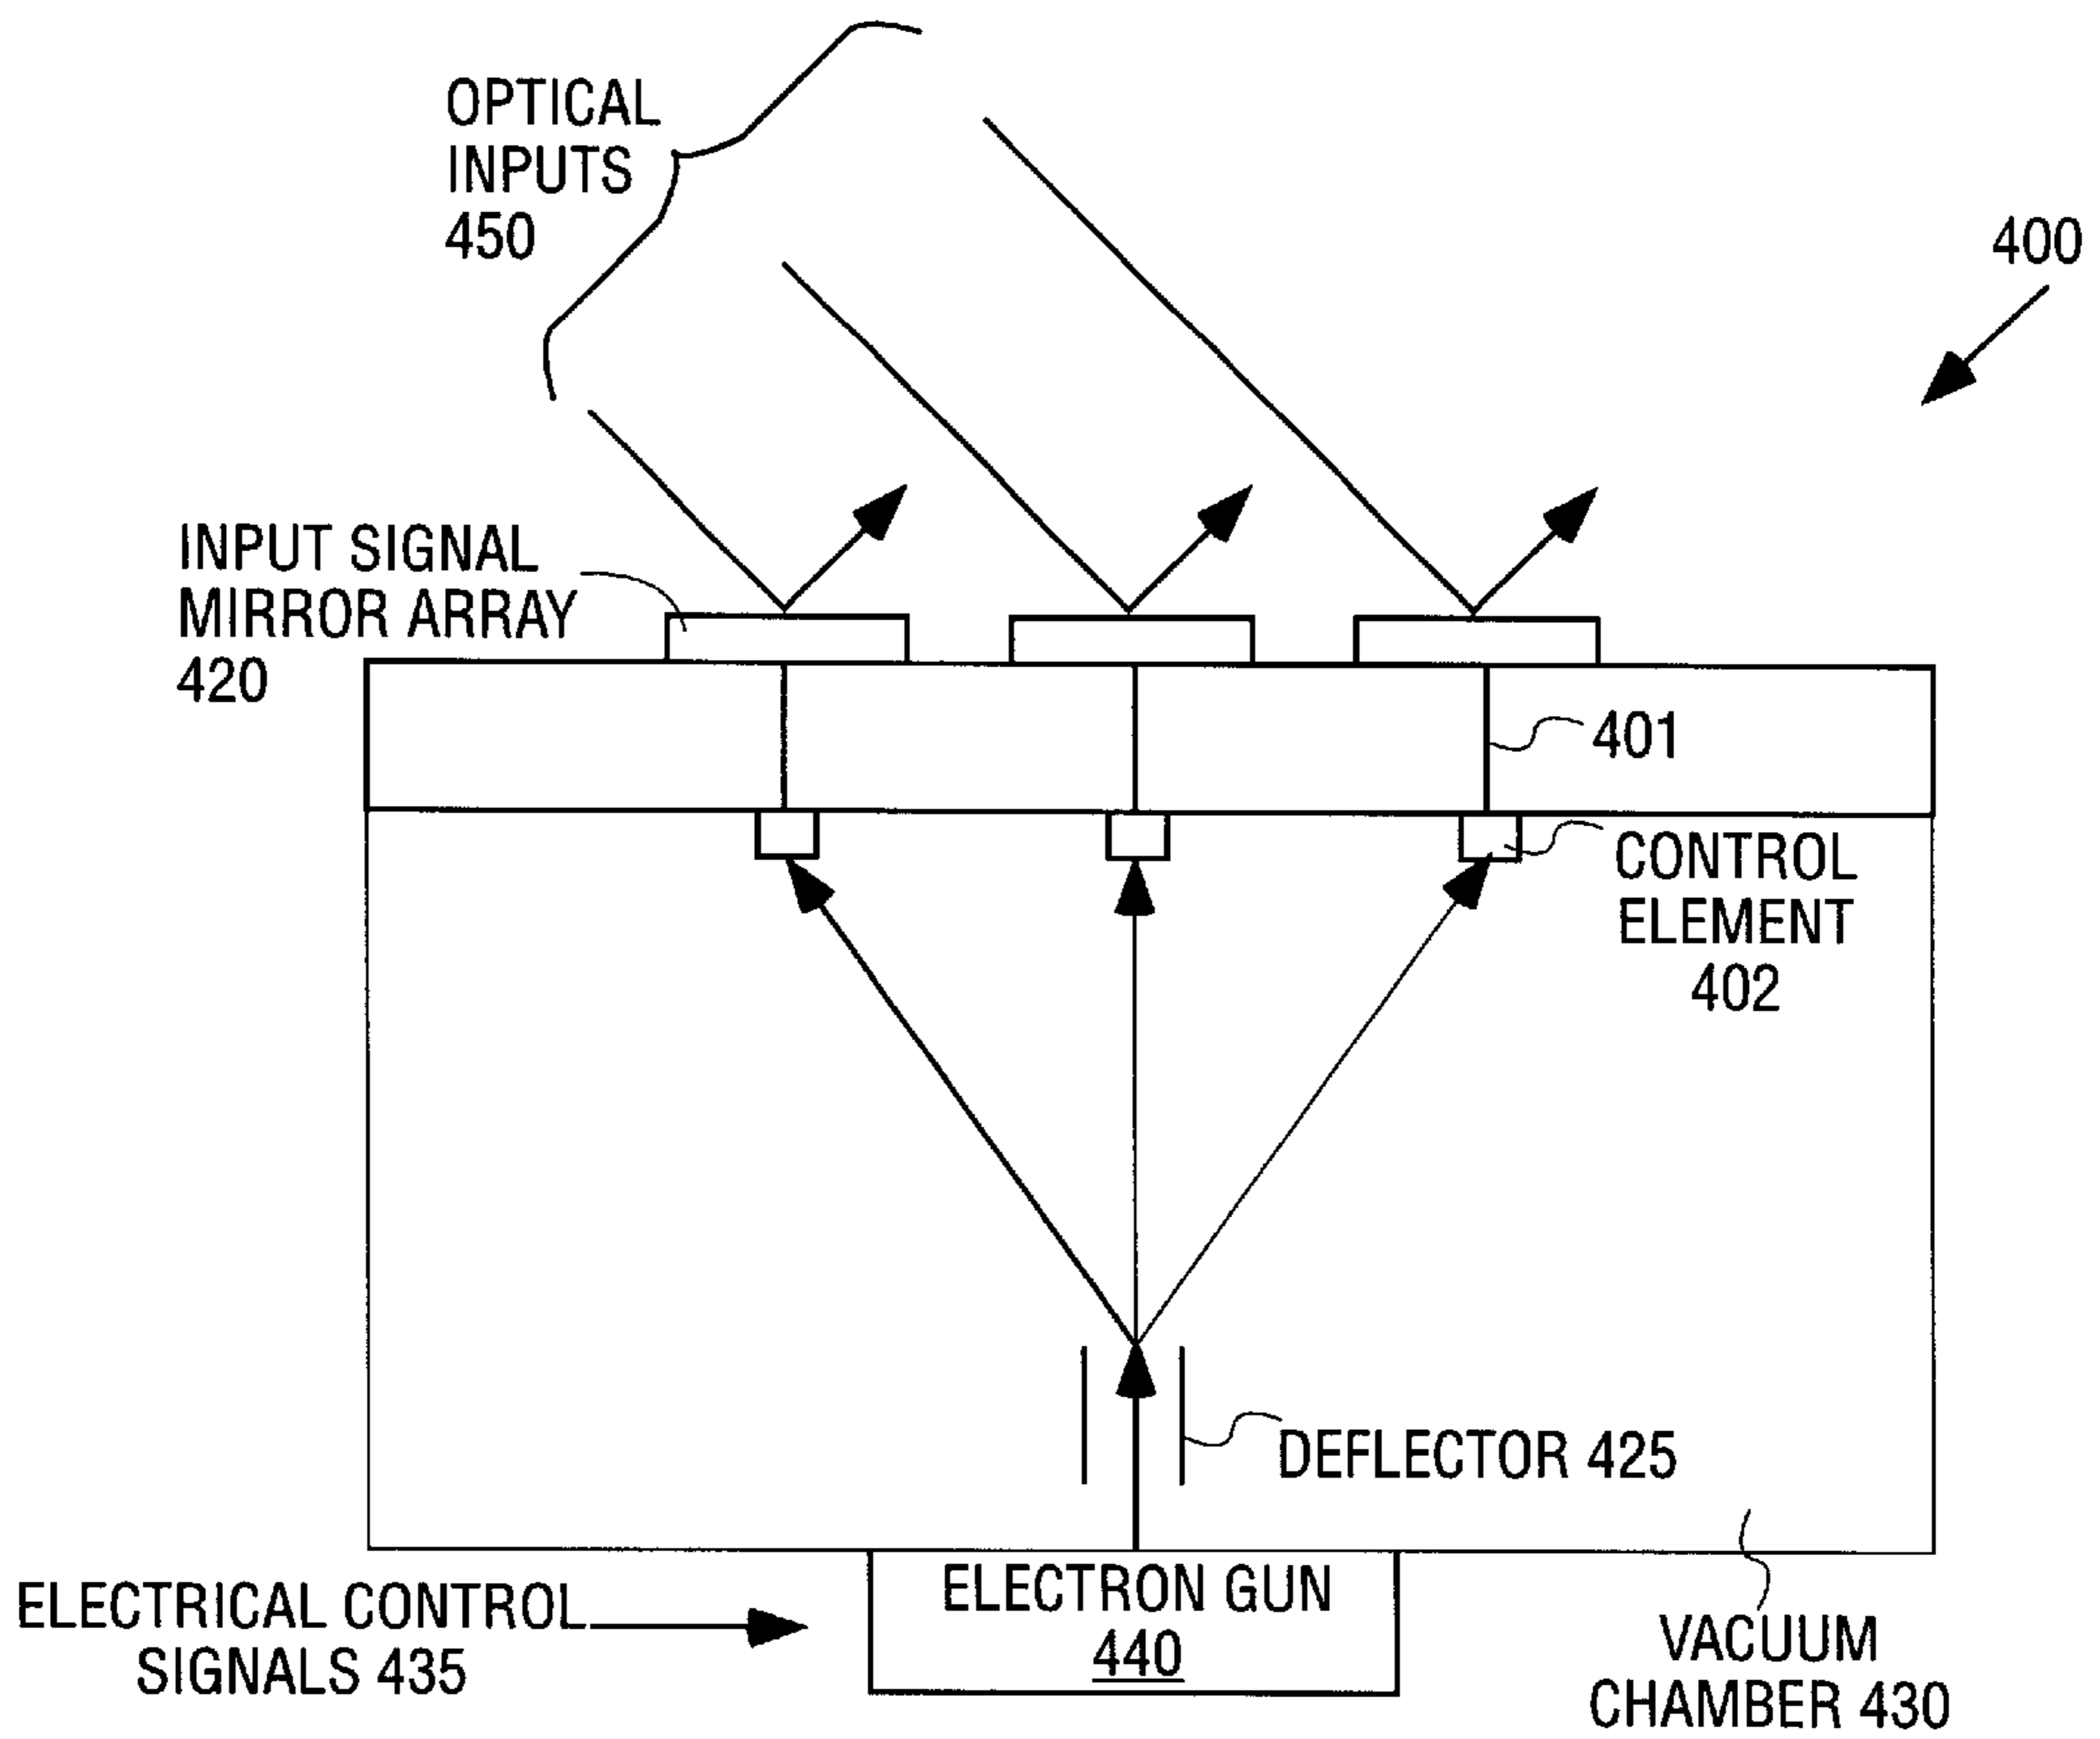 OPTICAL
INPUTS
450
400
INPUT SIGNAL
MIRROR ARRAY
420
401
CONTROL
ELEMENT
402
DEFLECTOR 425
ELECTRON GUN
440
ELECTRICAL CONTROL
SIGNALS 435
VACUUM
CHAMBER 430